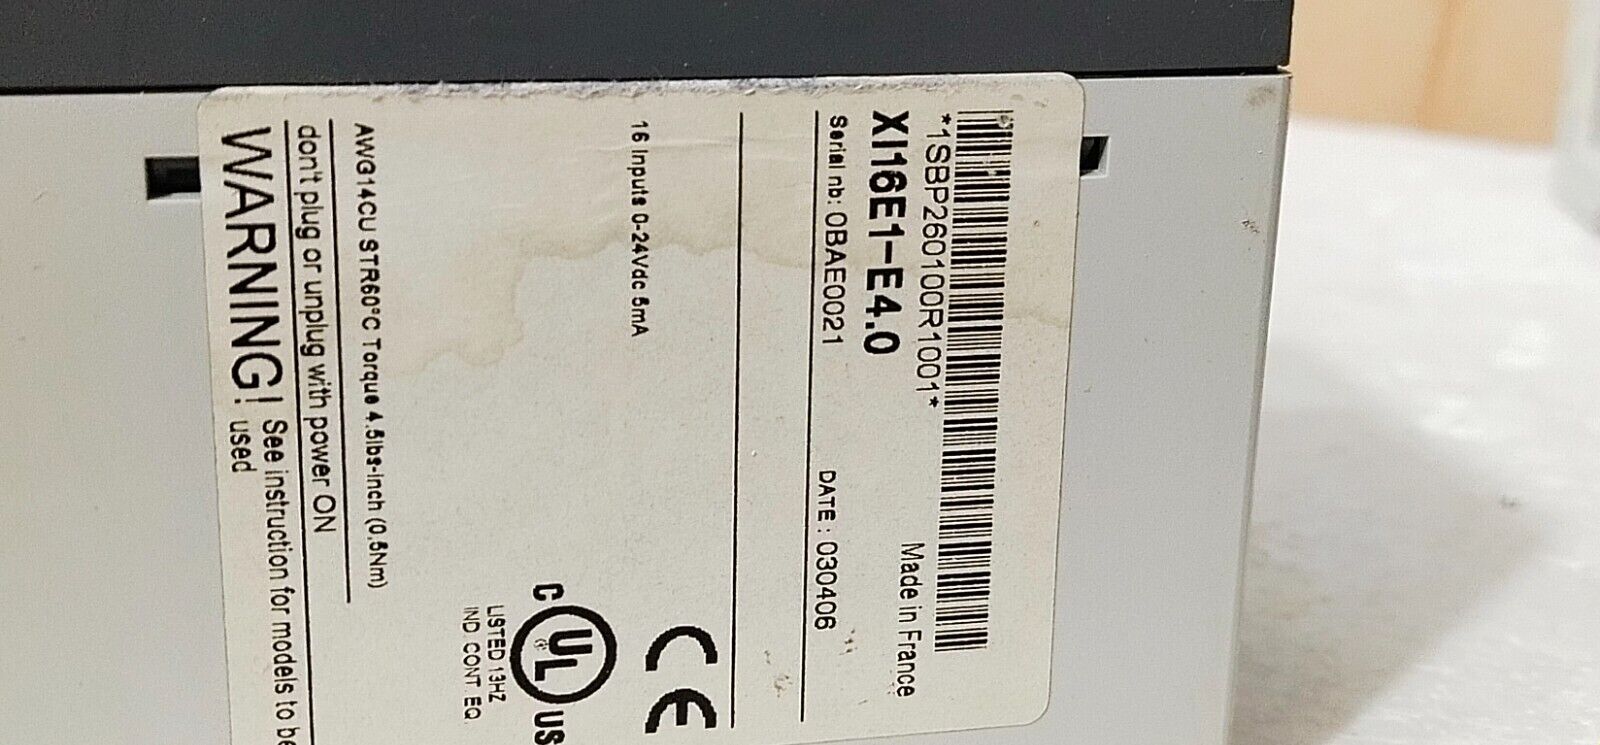 *1SBP260100R1001*
XI16E1-E4.0 Made in France
Serial nb: 0BAE0021 DATE : 030406
16 Inputs 0-24Vdc 5mA
CE
C UL US
LISTED 13HZ
IND. CONT. EQ.
AWG14CU STR60°C Torque 4.5lbs-inch (0.5Nm)
don't plug or unplug with power ON
WARNING! See instruction for models to be
used